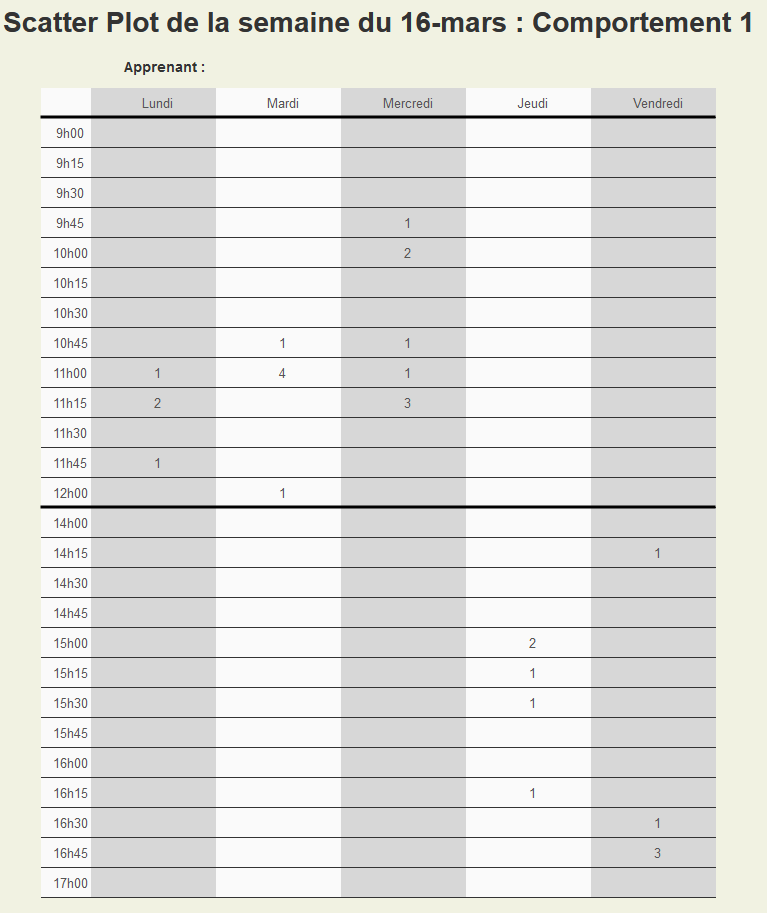 Scatter Plot de la semaine du 16-mars : Comportement 1
Apprenant :
Lundi Mardi Mercredi Jeudi Vendredi
9h00
9h15
9h30
9h45 1
10h00 2
10h15
10h30
10h45 1 1
11h00 1 4 1
11h15 2 3
11h30
11h45 1
12h00 1
14h00
14h15 1
14h30
14h45
15h00 2
15h15 1
15h30 1
15h45
16h00
16h15 1
16h30 1
16h45 3
17h00